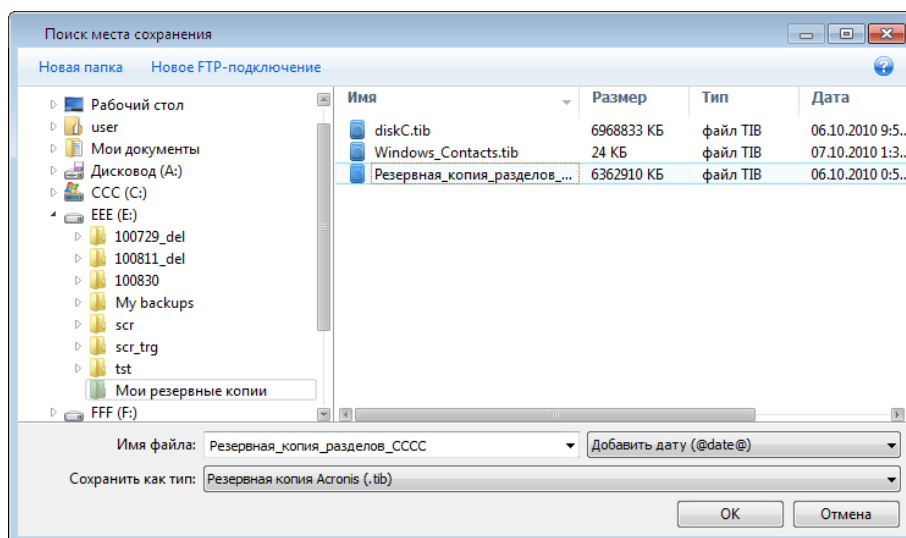 Поиск места сохранения
Новая папка Новое FTP-подключение
Имя Размер Тип Дата
Рабочий стол
user
Мои документы
Дисковод (A:)
CCC (C:)
EEE (E:)
100729_del
100811_del
100830
My backups
scr
scr_trg
tst
Мои резервные копии
FFF (F:)
diskC.tib 6968833 КБ файл TIB 06.10.2010 9:5...
Windows_Contacts.tib 24 КБ файл TIB 07.10.2010 1:3...
Резервная_копия_разделов_... 6362910 КБ файл TIB 06.10.2010 0:5...
Имя файла: Резервная_копия_разделов_CCCC Добавить дату (@date@)
Сохранить как тип: Резервная копия Acronis (.tib)
OK Отмена